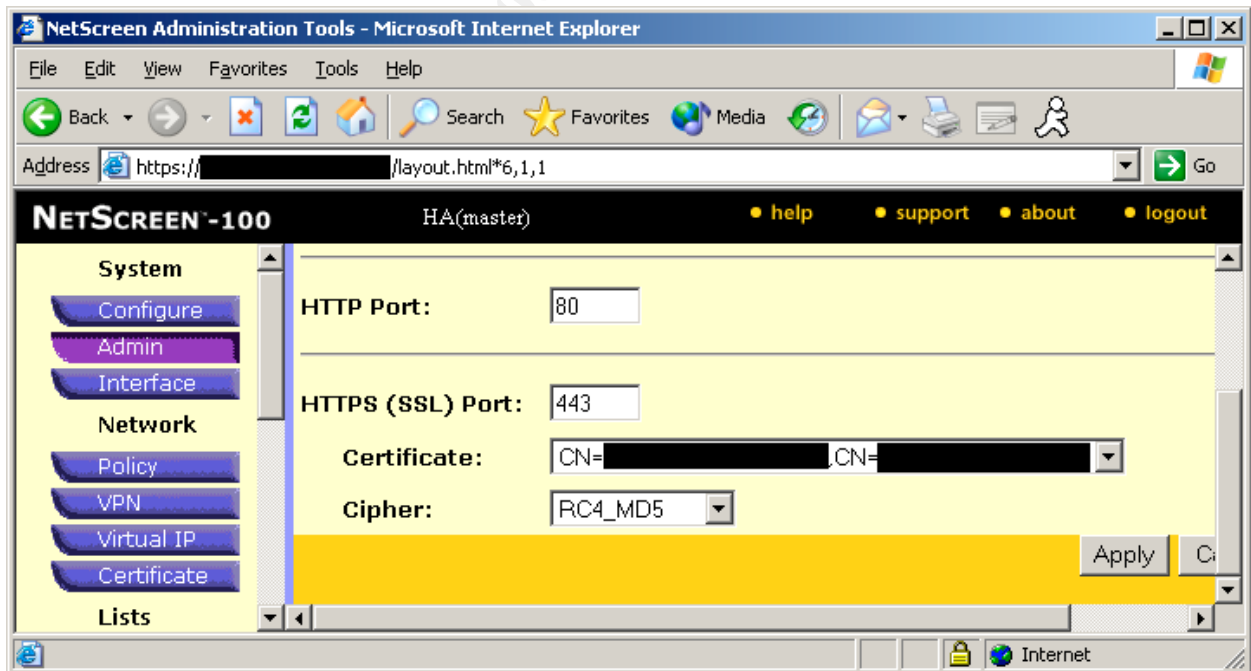 NetScreen Administration Tools - Microsoft Internet Explorer
File Edit View Favorites Tools Help
Back Search Favorites Media
Address https:// /layout.html*6,1,1 Go
NETSCREEN™-100 HA(master) help support about logout
System
Configure
Admin
Interface
Network
Policy
VPN
Virtual IP
Certificate
Lists
HTTP Port: 80
HTTPS (SSL) Port: 443
Certificate: CN= ,CN=
Cipher: RC4_MD5
Apply
Internet